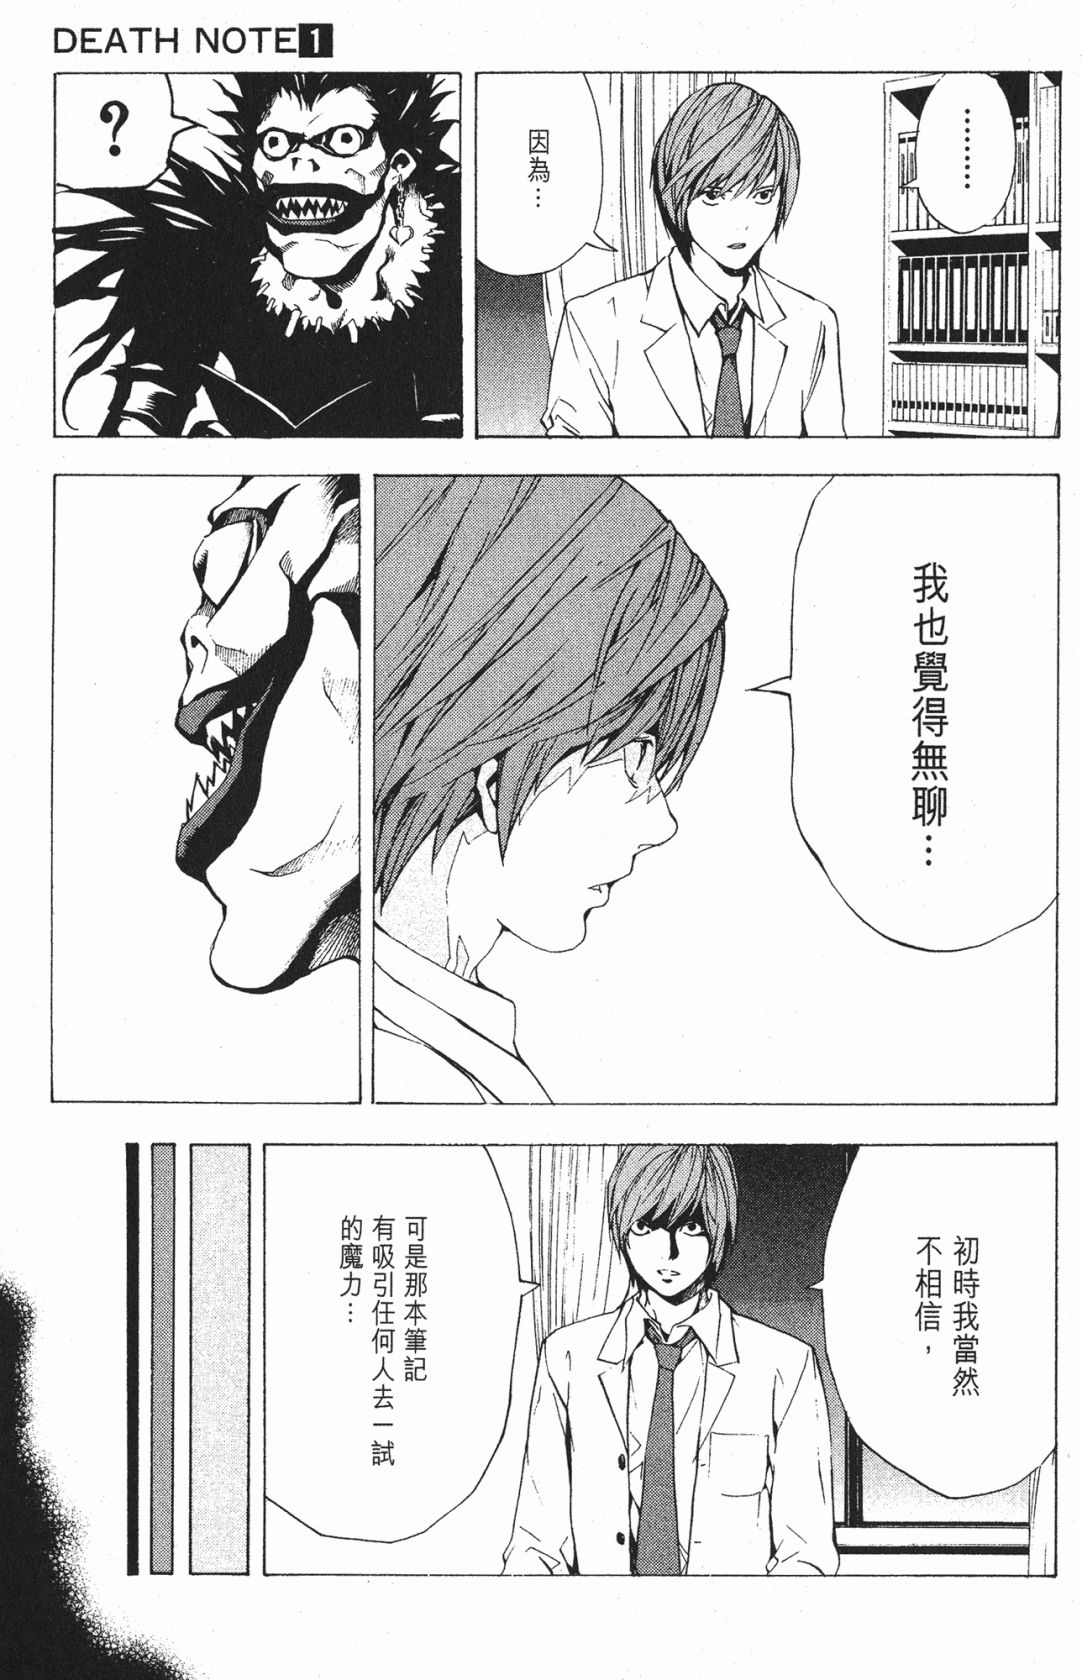 DEATH NOTE 1
………
因為…
？
我也覺得無聊…
初時我當然
不相信，
可是那本筆記
有吸引任何人去一試
的魔力…